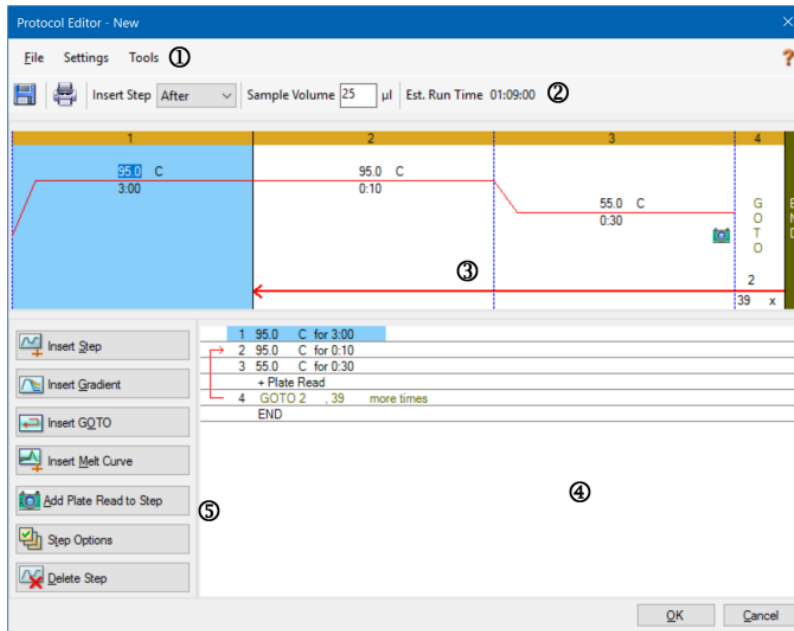 Protocol Editor - New
File Settings Tools ① ?
Insert Step After Sample Volume 25 µl Est. Run Time 01:09:00 ②
1 2 3 4
95.0 C 95.0 C
3:00 0:10
55.0 C
0:30
G
O
T
O
E
N
D
③
2
39 x
Insert Step
Insert Gradient
Insert GOTO
Insert Melt Curve
Add Plate Read to Step
Step Options
Delete Step
⑤
1 95.0 C for 3:00
2 95.0 C for 0:10
3 55.0 C for 0:30
+ Plate Read
4 GOTO 2 , 39 more times
END
④
OK Cancel